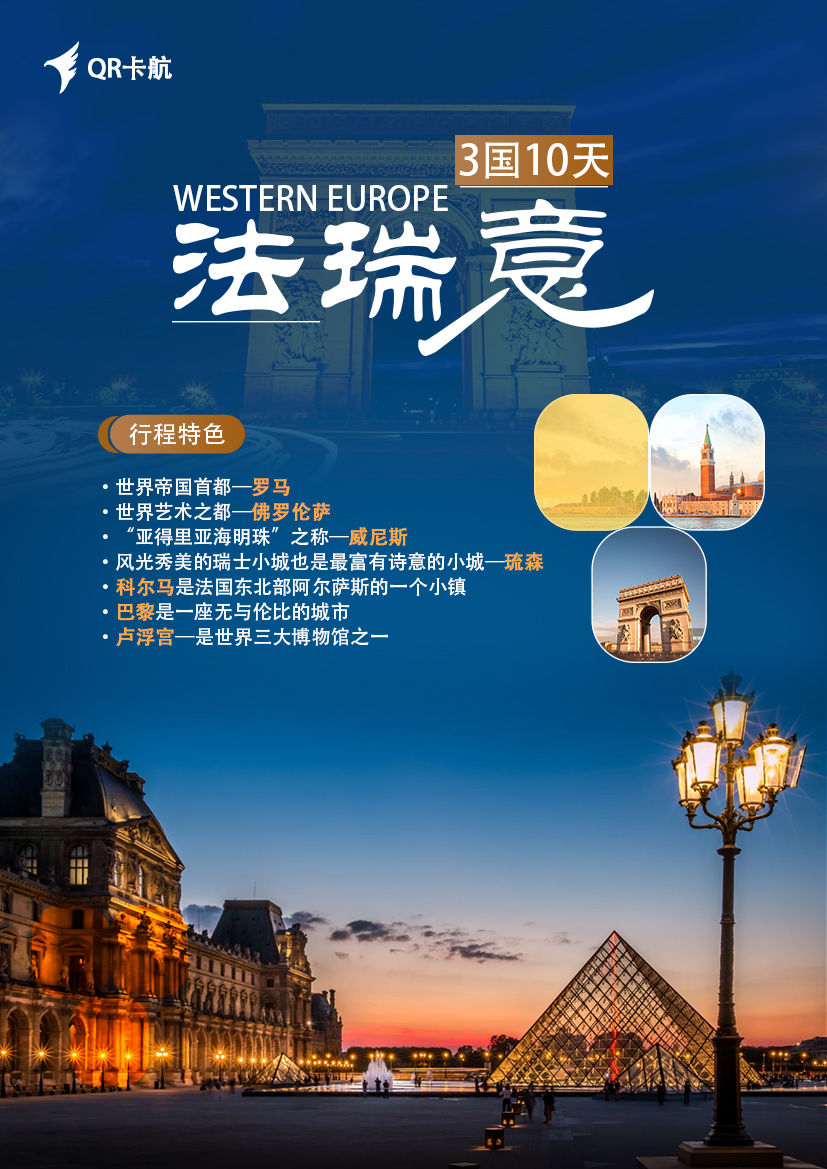 QR卡航
3国10天
WESTERN EUROPE
法瑞意
行程特色
•世界帝国首都—罗马
•世界艺术之都—佛罗伦萨
•“亚得里亚海明珠”之称—威尼斯
•风光秀美的瑞士小城也是最富有诗意的小城—琉森
•科尔马是法国东北部阿尔萨斯的一个小镇
•巴黎是一座无与伦比的城市
•卢浮宫—是世界三大博物馆之一